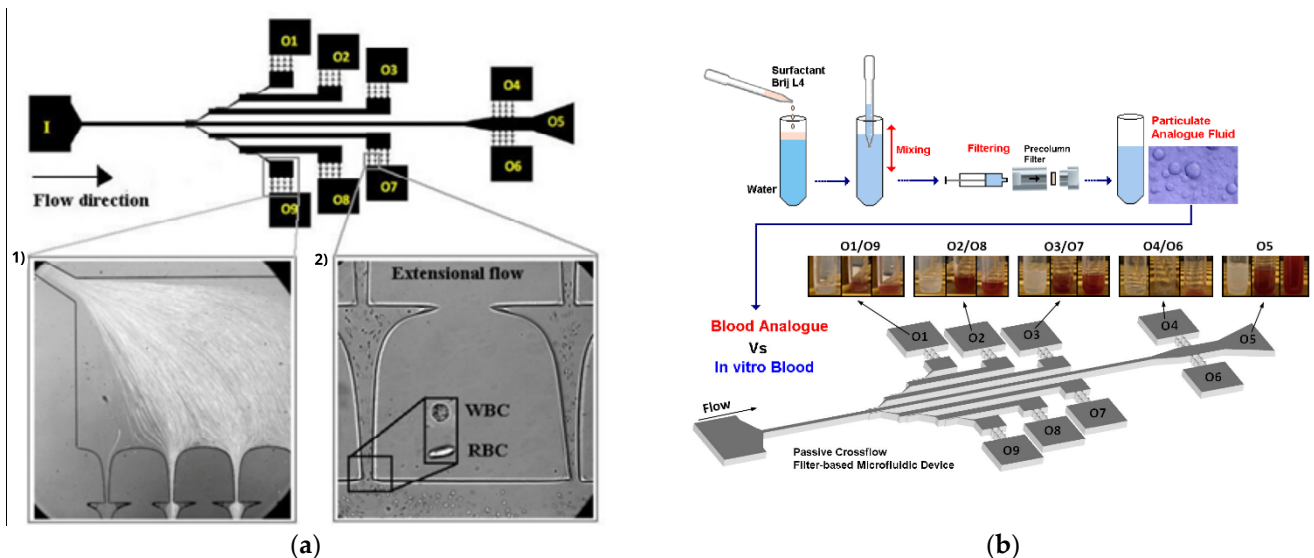 O1
O2
O3
O4
I
O5
O6
Flow direction
O7
O8
O9
1)
2)
Extensional flow
WBC
RBC
(a)
Surfactant
Brij L4
Water
Mixing
Filtering
Precolumn
Filter
Particulate
Analogue Fluid
O1/O9
O2/O8
O3/O7
O4/O6
O5
Blood Analogue
Vs
In vitro Blood
O1
O2
O3
O4
O5
O6
Flow
O7
O8
O9
Passive Crossflow
Filter-based Microfluidic Device
(b)